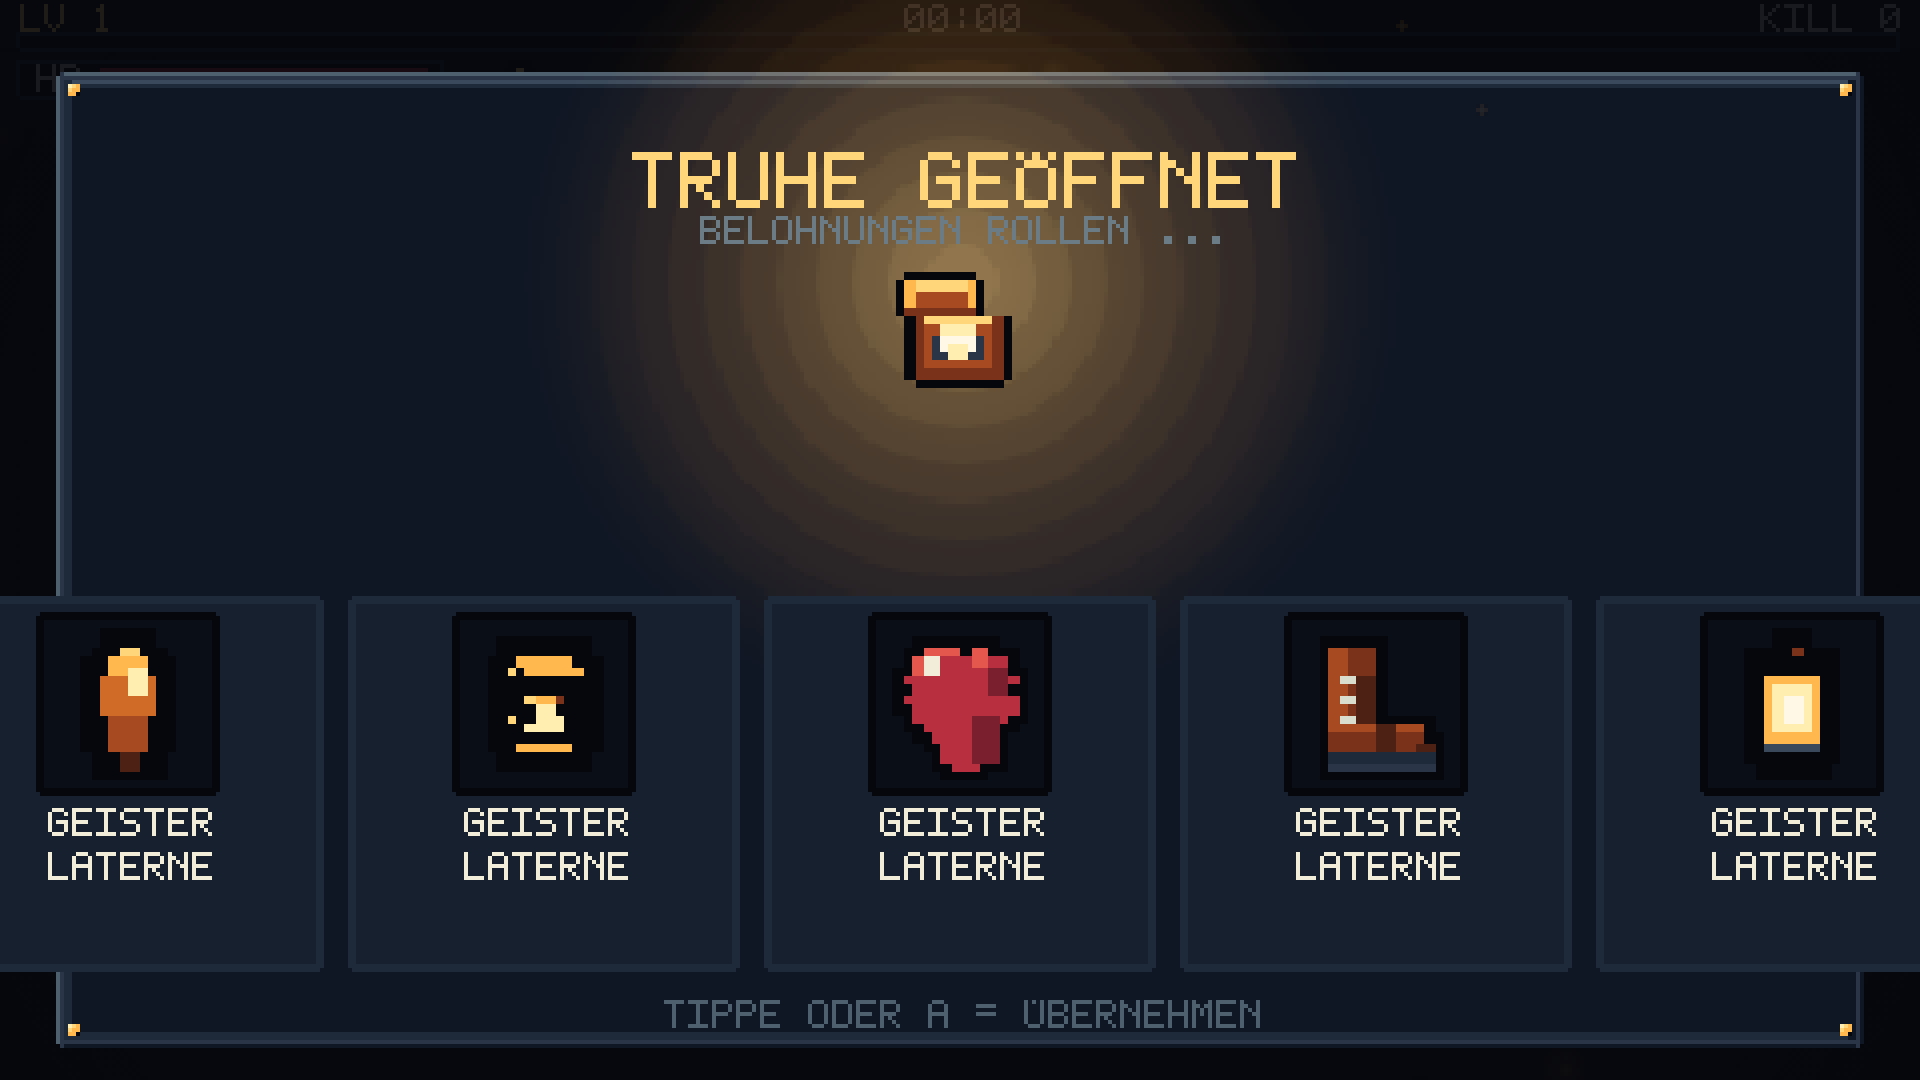 LV 1
00:00
KILL 0
HP
TRUHE GEÖFFNET
BELOHNUNGEN ROLLEN ...
GEISTER
LATERNE
GEISTER
LATERNE
GEISTER
LATERNE
GEISTER
LATERNE
GEISTER
LATERNE
TIPPE ODER A = ÜBERNEHMEN